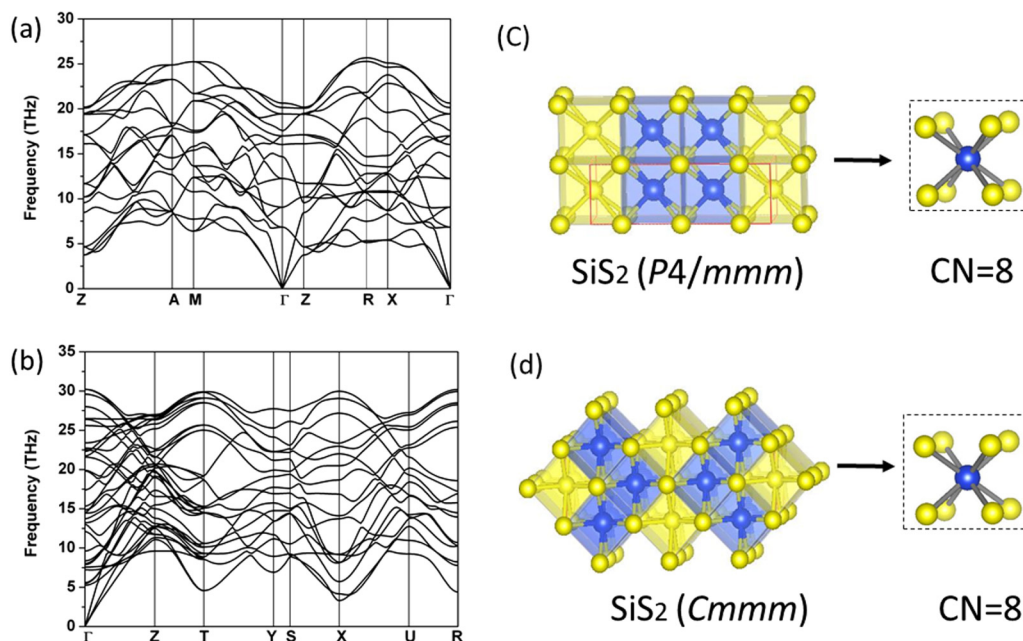 (a)
30
25
20
15
10
5
0
Frequency (THz)
Z A M Γ Z R X Γ
(C)
SiS2 (P4/mmm)
CN=8
(b)
35
30
25
20
15
10
5
0
Frequency (THz)
Γ Z T Y S X U R
(d)
SiS2 (Cmmm)
CN=8